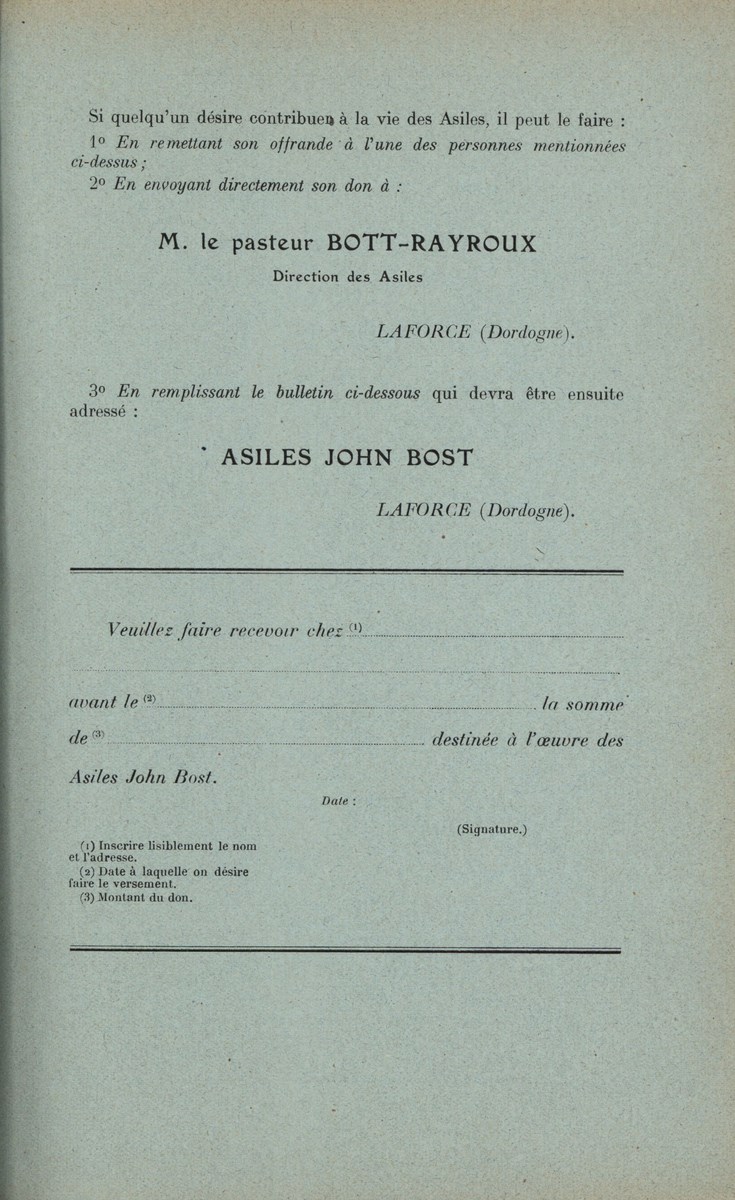 Si quelqu'un désire contribuer à la vie des Asiles, il peut le faire :
1º En remettant son offrande à l'une des personnes mentionnées
ci-dessus ;
2º En envoyant directement son don à :
M. le pasteur BOTT-RAYROUX
Direction des Asiles
LAFORCE (Dordogne).
3º En remplissant le bulletin ci-dessous qui devra être ensuite
adressé :
ASILES JOHN BOST
LAFORCE (Dordogne).
Veuillez faire recevoir chez (1)
avant le (2) la somme
de (3) destinée à l'œuvre des
Asiles John Bost.
Date :
(Signature.)
(1) Inscrire lisiblement le nom
et l'adresse.
(2) Date à laquelle on désire
faire le versement.
(3) Montant du don.